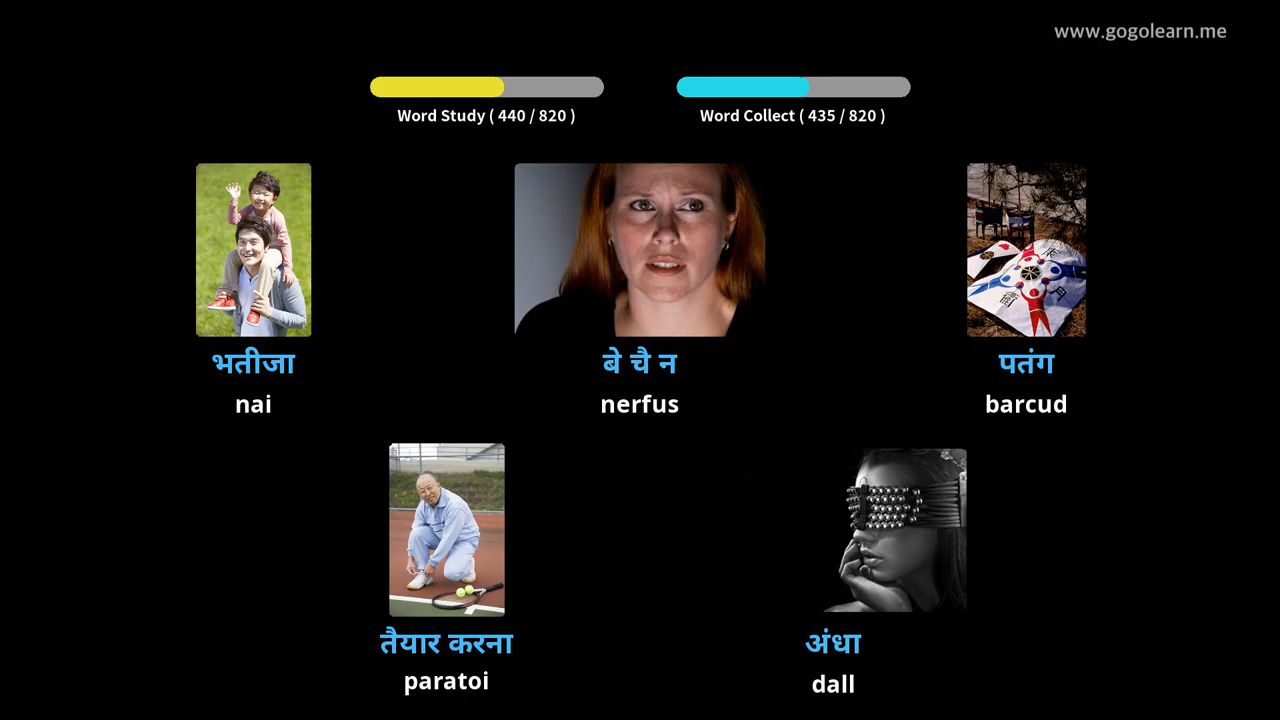 www.gogolearn.me
Word Study ( 440 / 820 )
Word Collect ( 435 / 820 )
भतीजा
nai
बे चै न
nerfus
पतंग
barcud
तैयार करना
paratoi
अंधा
dall